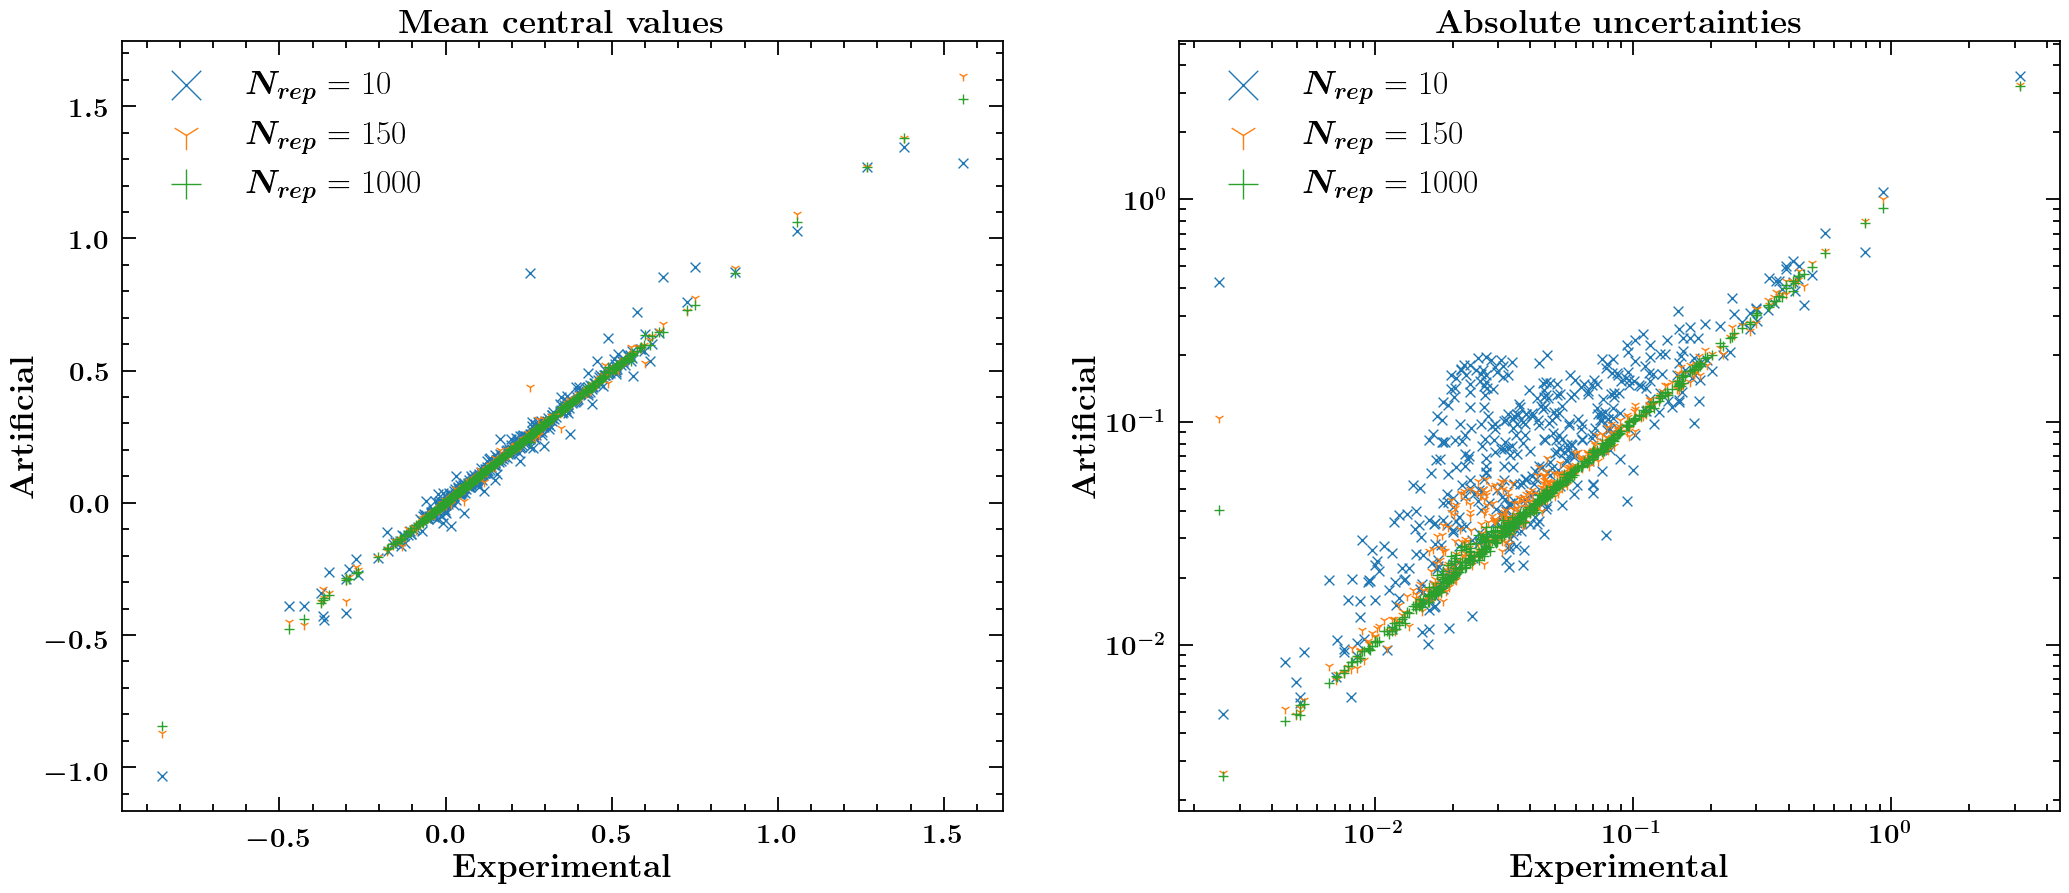 Mean central values
N_rep = 10
N_rep = 150
N_rep = 1000
1.5
1.0
0.5
0.0
−0.5
−1.0
Artificial
−0.5 0.0 0.5 1.0 1.5
Experimental
Absolute uncertainties
N_rep = 10
N_rep = 150
N_rep = 1000
10^0
10^−1
10^−2
Artificial
10^−2 10^−1 10^0
Experimental